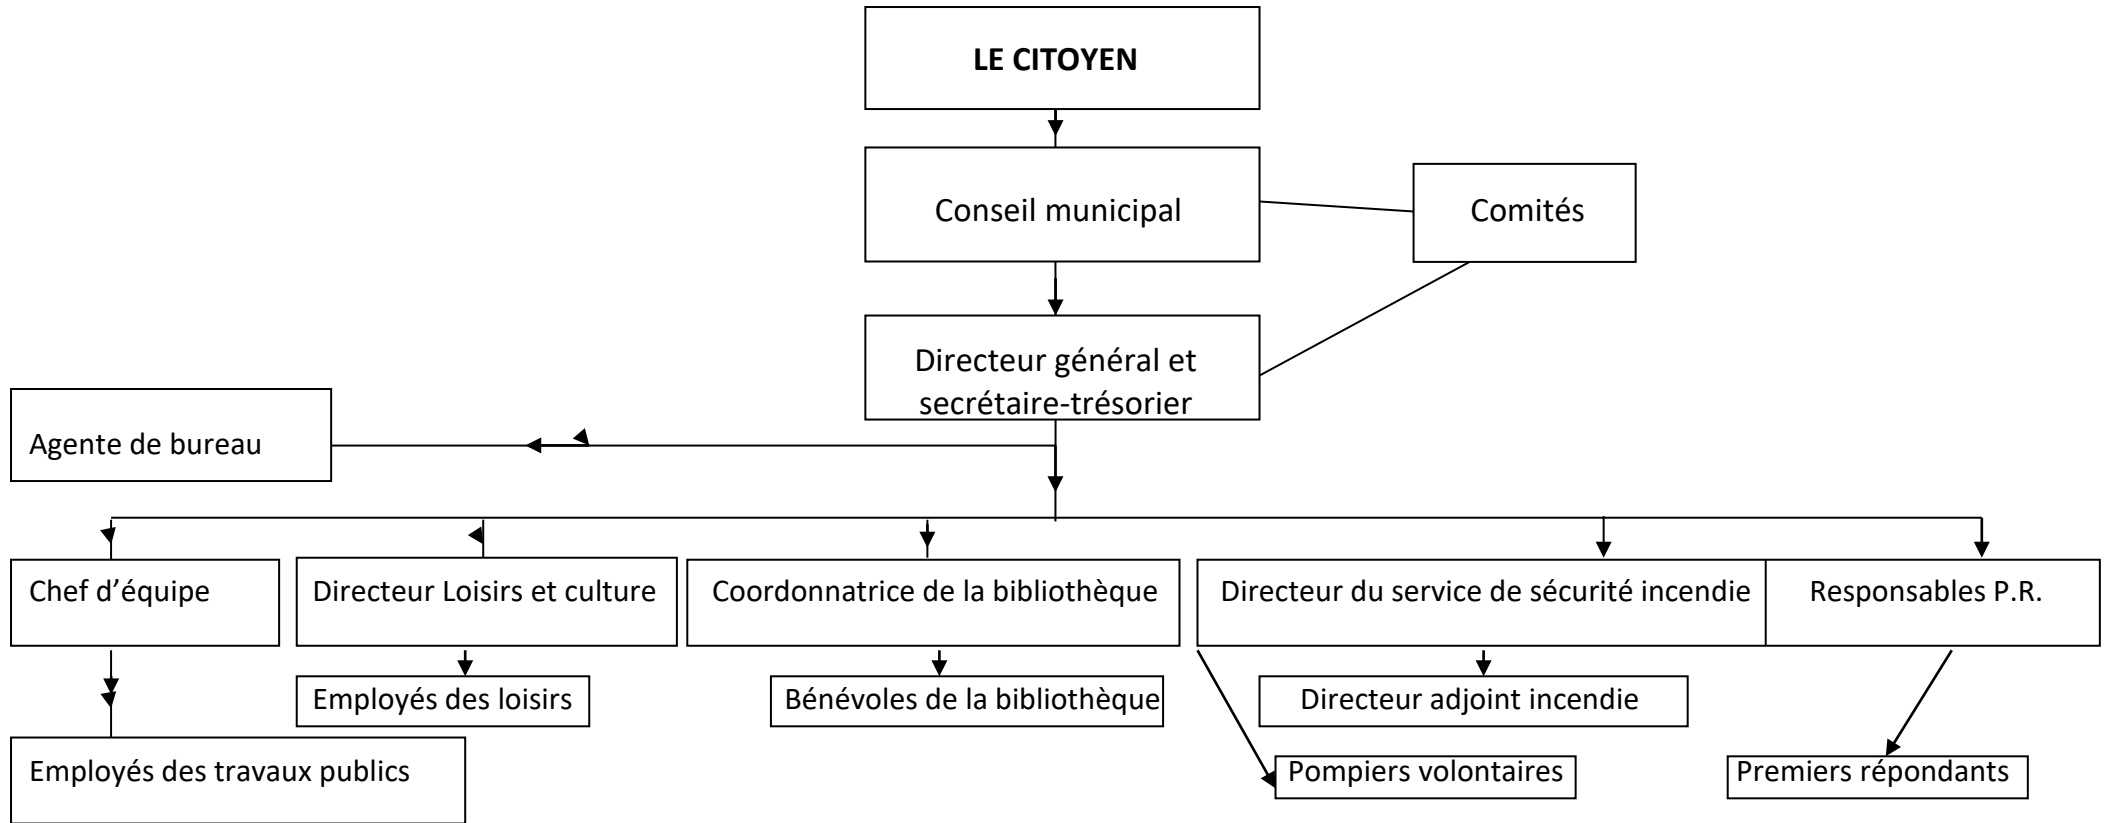 LE CITOYEN
Conseil municipal
Comités
Directeur général et
secrétaire-trésorier
Agente de bureau
Chef d’équipe
Directeur Loisirs et culture
Coordonnatrice de la bibliothèque
Directeur du service de sécurité incendie
Responsables P.R.
Employés des loisirs
Bénévoles de la bibliothèque
Directeur adjoint incendie
Employés des travaux publics
Pompiers volontaires
Premiers répondants